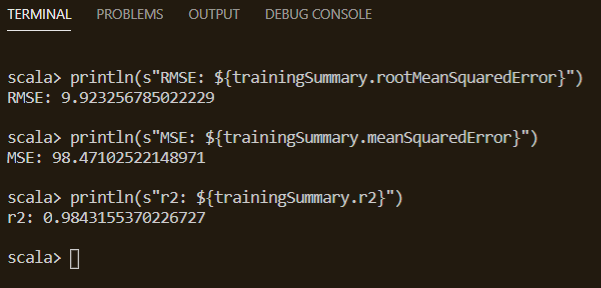 TERMINAL PROBLEMS OUTPUT DEBUG CONSOLE
scala> println(s"RMSE: ${trainingSummary.rootMeanSquaredError}")
RMSE: 9.923256785022229
scala> println(s"MSE: ${trainingSummary.meanSquaredError}")
MSE: 98.47102522148971
scala> println(s"r2: ${trainingSummary.r2}")
r2: 0.9843155370226727
scala>